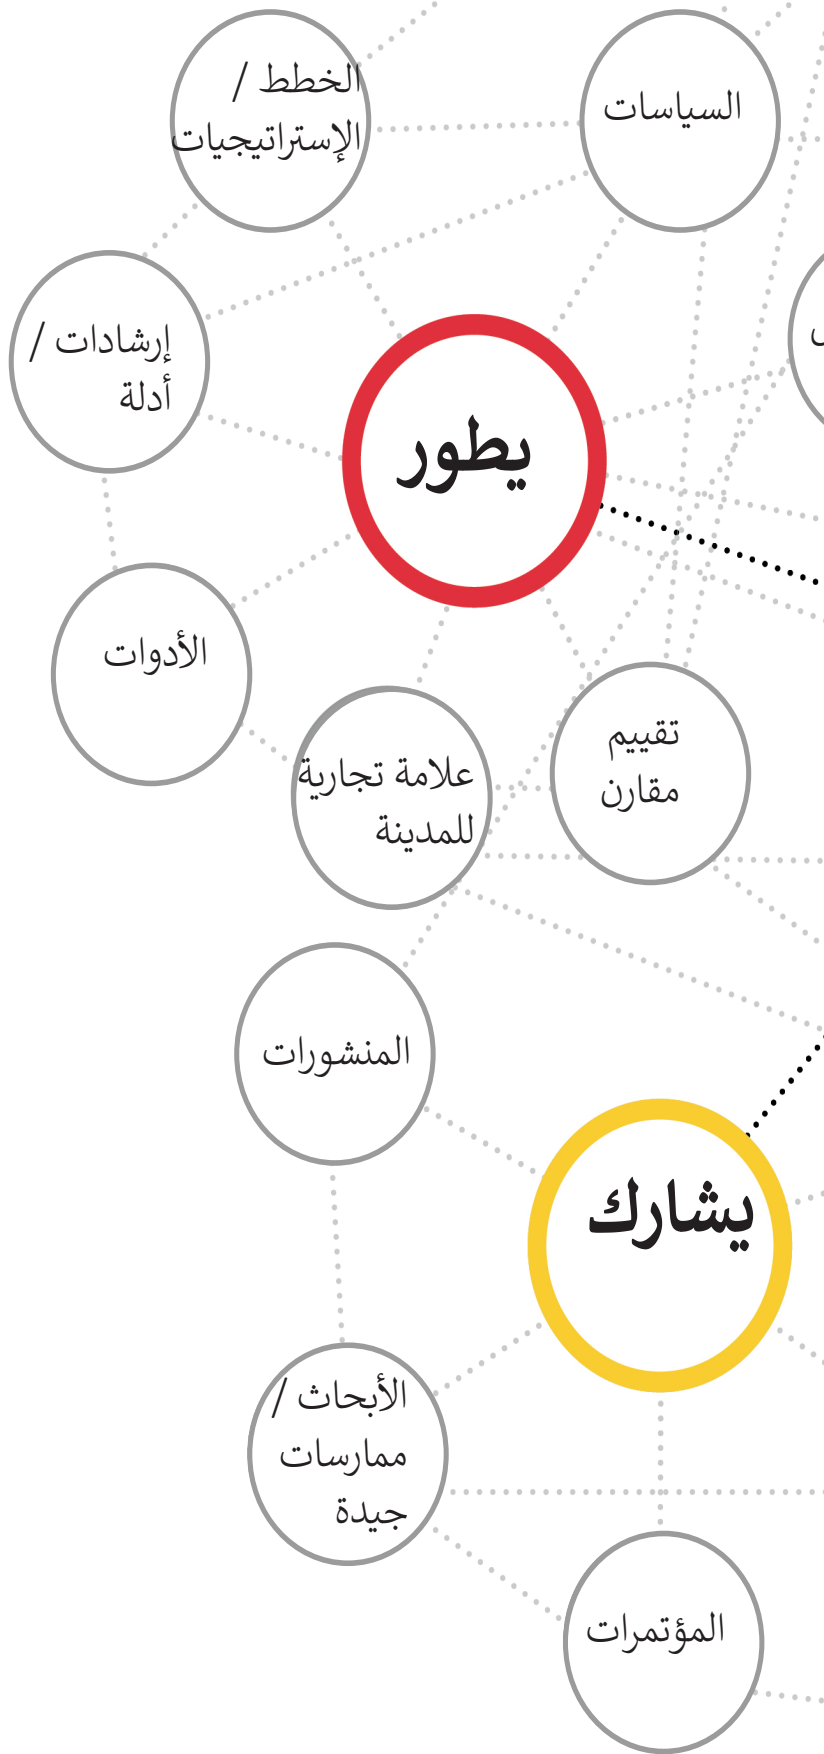 الخطط /
الإستراتيجيات
السياسات
إرشادات /
أدلة
يطور
الأدوات
تقييم
مقارن
علامة تجارية
للمدينة
المنشورات
يشارك
الأبحاث /
ممارسات
جيدة
المؤتمرات